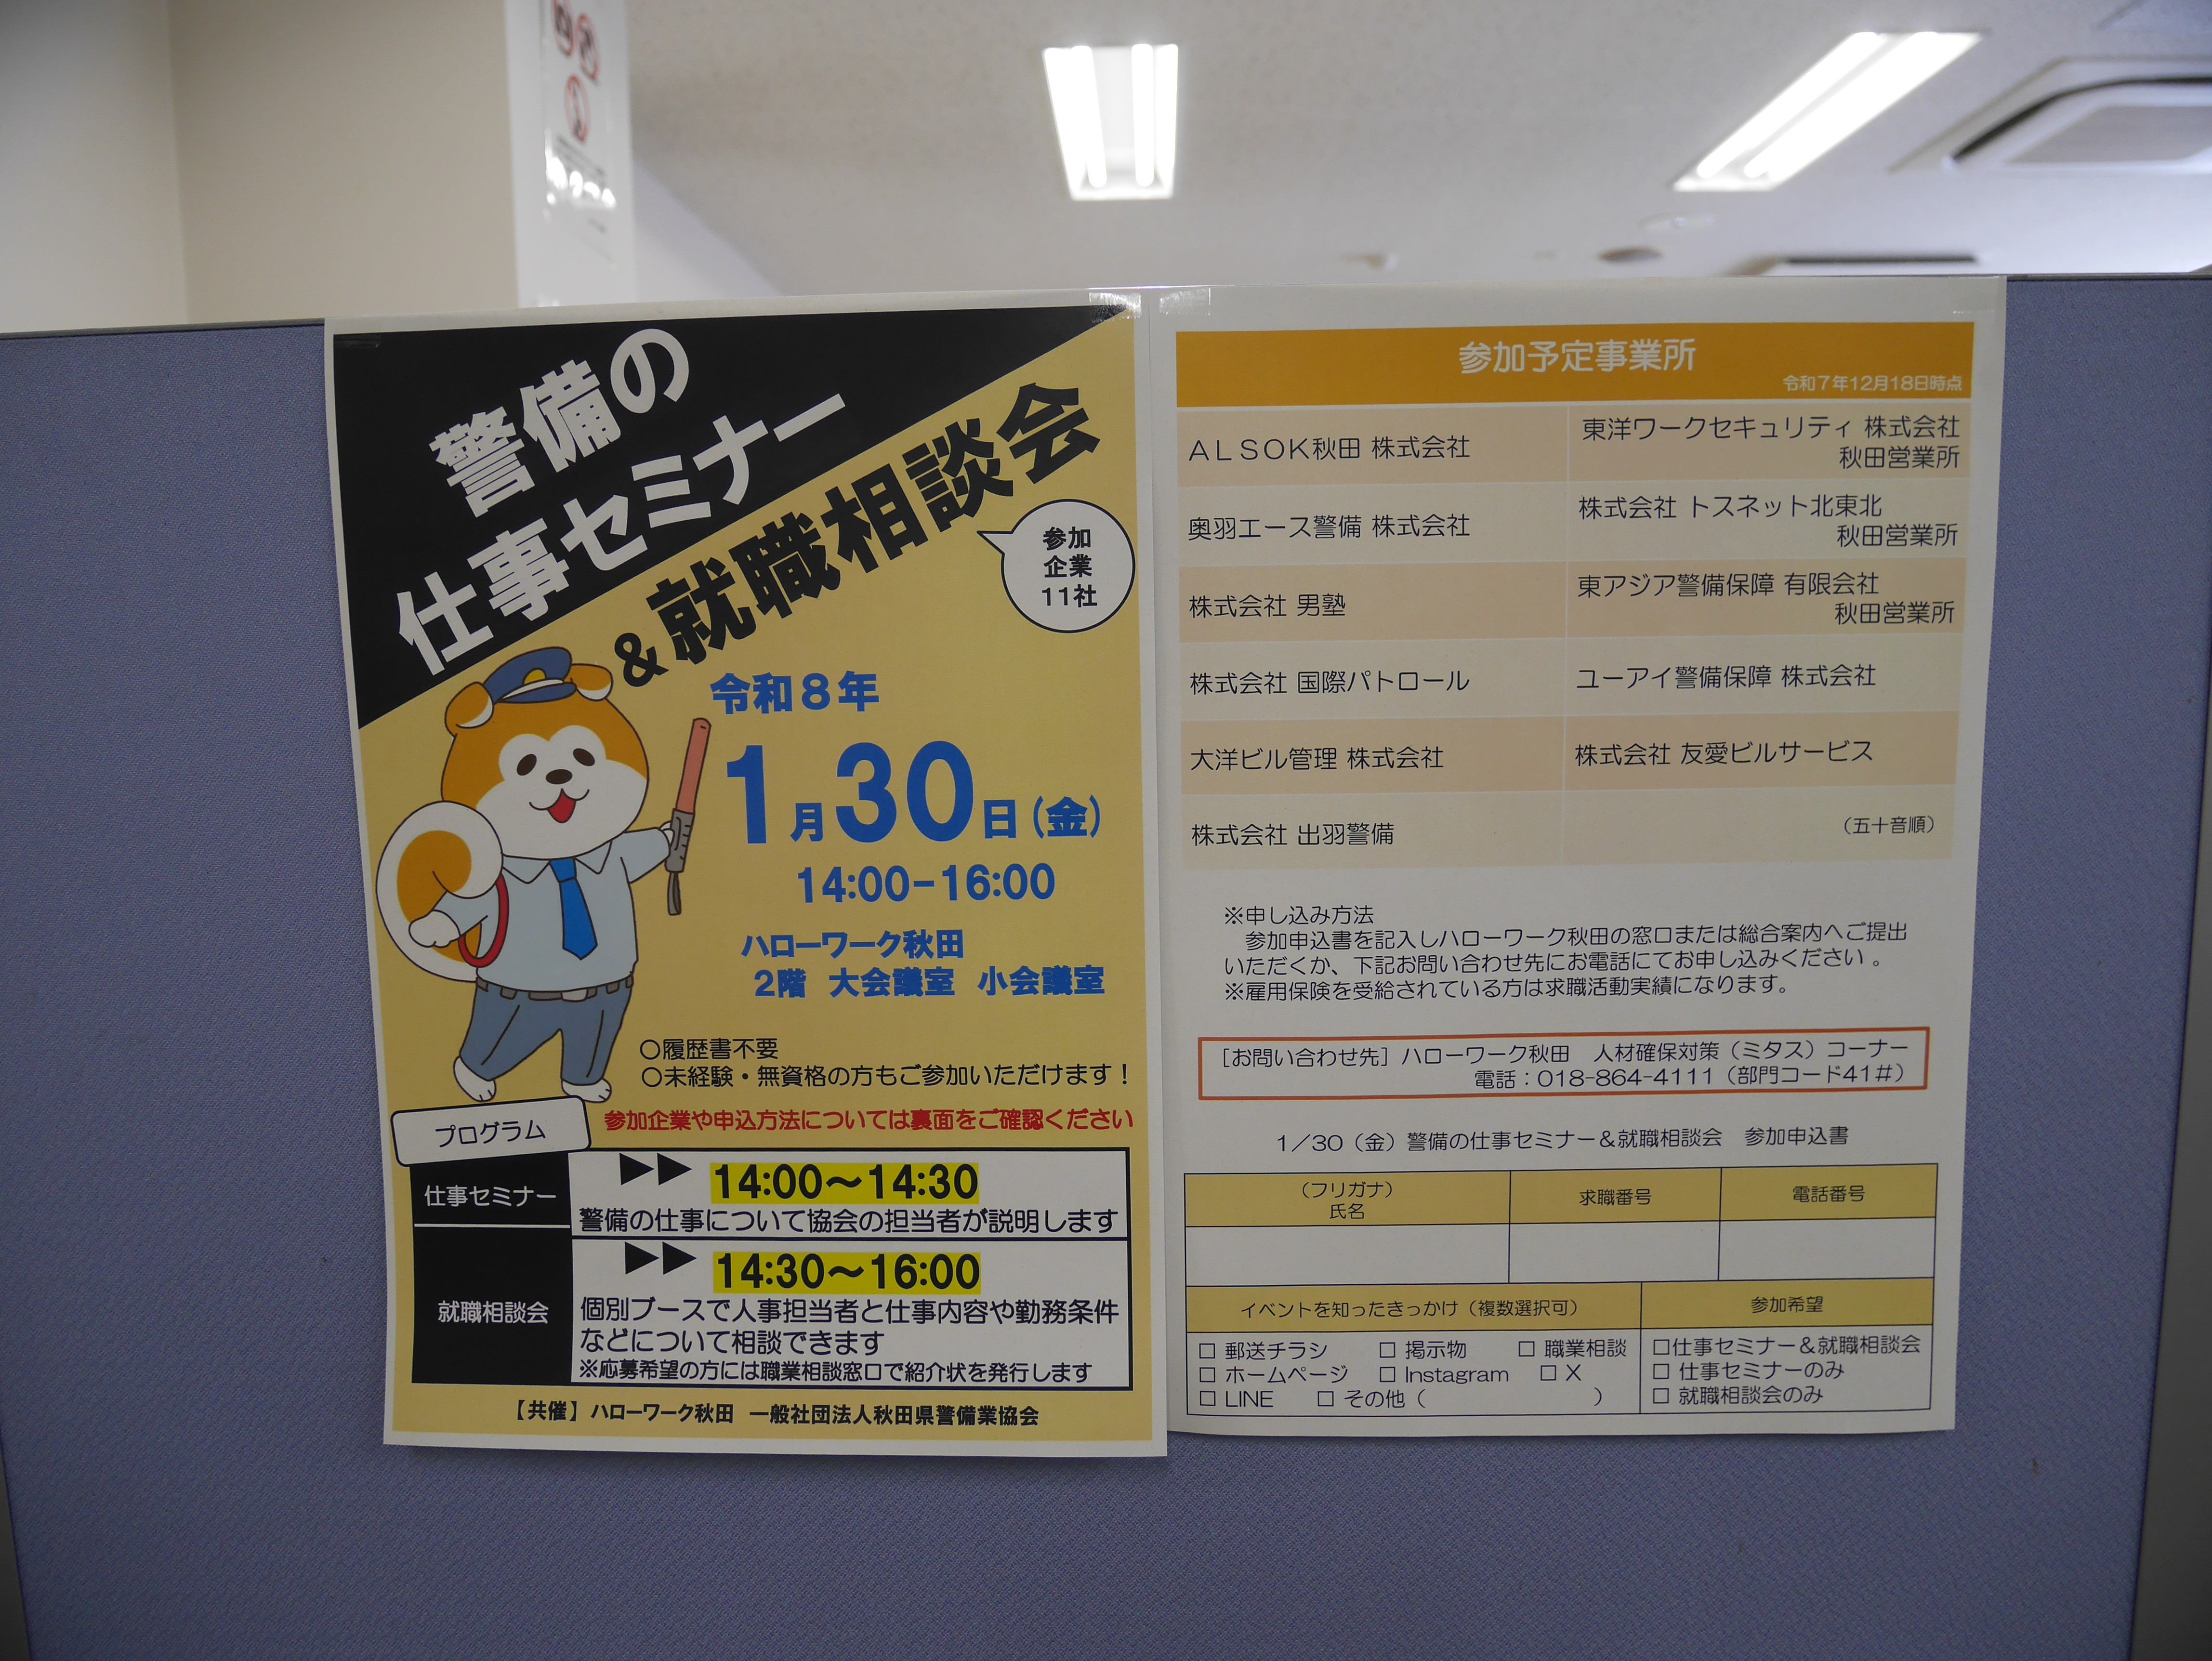 警備の
仕事セミナー
&就職相談会
参加
企業
11社
令和8年
1月30日(金)
14:00-16:00
ハローワーク秋田
2階 大会議室 小会議室
○履歴書不要
○未経験・無資格の方もご参加いただけます!
参加企業や申込方法については裏面をご確認ください
プログラム
仕事セミナー
▶▶ 14:00~14:30
警備の仕事について協会の担当者が説明します
就職相談会
▶▶ 14:30~16:00
個別ブースで人事担当者と仕事内容や勤務条件
などについて相談できます
※応募希望の方には職業相談窓口で紹介状を発行します
【共催】ハローワーク秋田 一般社団法人秋田県警備業協会
参加予定事業所
令和7年12月18日時点
ALSOK秋田 株式会社
東洋ワークセキュリティ 株式会社
秋田営業所
奥羽エース警備 株式会社
株式会社 トスネット北東北
秋田営業所
株式会社 男塾
東アジア警備保障 有限会社
秋田営業所
株式会社 国際パトロール
ユーアイ警備保障 株式会社
大洋ビル管理 株式会社
株式会社 友愛ビルサービス
株式会社 出羽警備
(五十音順)
※申し込み方法
参加申込書を記入しハローワーク秋田の窓口または総合案内へご提出
いただくか、下記お問い合わせ先にお電話にてお申し込みください。
※雇用保険を受給されている方は求職活動実績になります。
[お問い合わせ先]ハローワーク秋田 人材確保対策(ミタス)コーナー
電話:018-864-4111(部門コード41#)
1/30(金)警備の仕事セミナー&就職相談会 参加申込書
(フリガナ)
氏名
求職番号
電話番号
イベントを知ったきっかけ(複数選択可)
参加希望
□ 郵送チラシ □ 掲示物 □ 職業相談
□ ホームページ □ Instagram □ X
□ LINE □ その他( )
□仕事セミナー&就職相談会
□ 仕事セミナーのみ
□ 就職相談会のみ